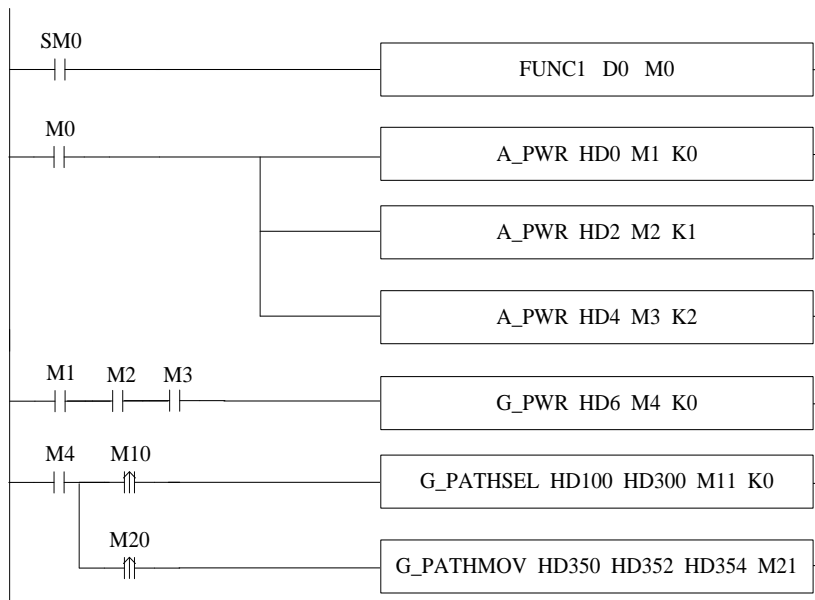 SM0
FUNC1 D0 M0
M0
A_PWR HD0 M1 K0
A_PWR HD2 M2 K1
A_PWR HD4 M3 K2
M1 M2 M3
G_PWR HD6 M4 K0
M4 M10
G_PATHSEL HD100 HD300 M11 K0
M20
G_PATHMOV HD350 HD352 HD354 M21